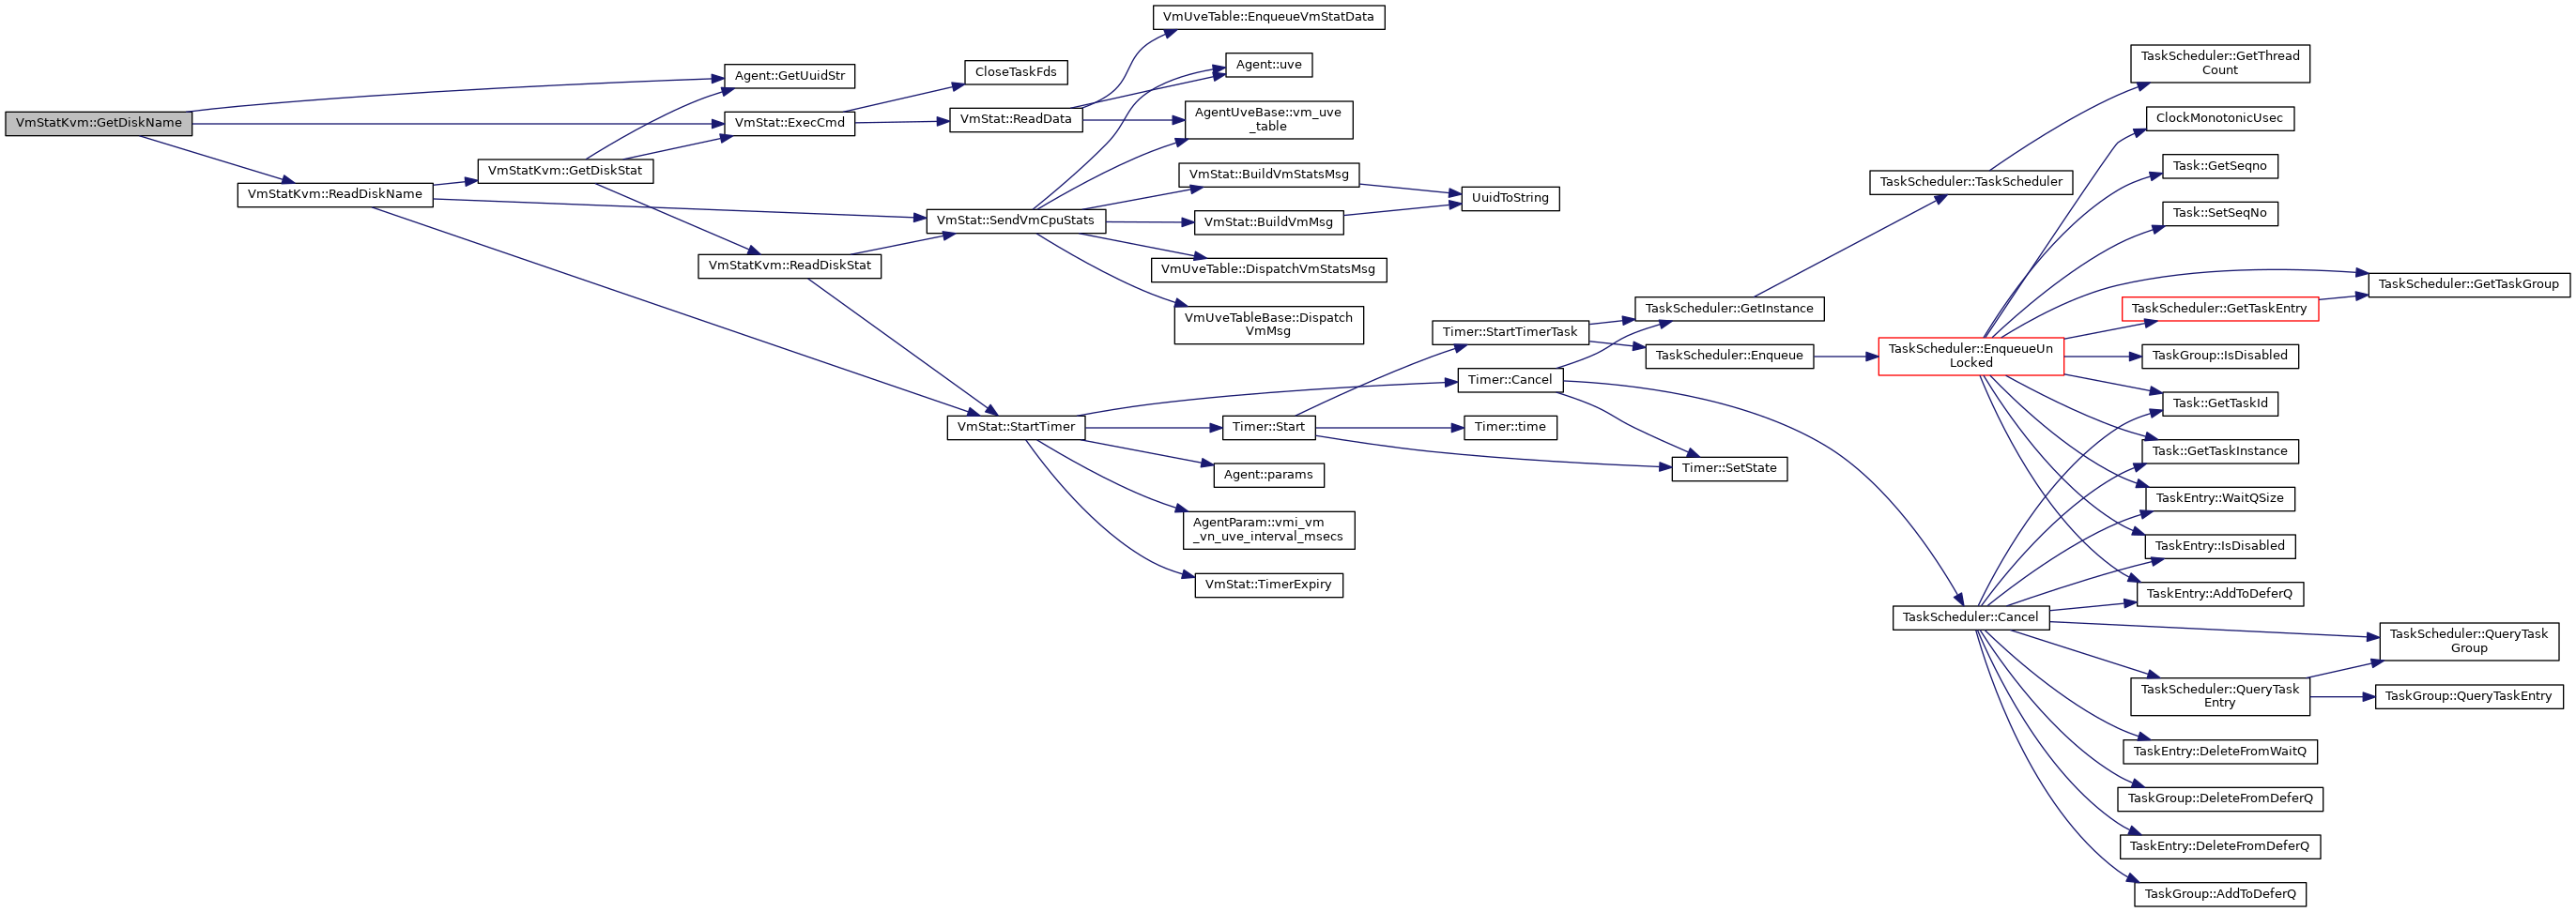 VmStatKvm::GetDiskName
VmStatKvm::ReadDiskName
VmStatKvm::GetDiskStat
Agent::GetUuidStr
VmStat::ExecCmd
VmStatKvm::ReadDiskStat
CloseTaskFds
VmStat::ReadData
VmStat::SendVmCpuStats
VmStat::StartTimer
VmUveTable::EnqueueVmStatData
Agent::uve
AgentUveBase::vm_uve
_table
VmStat::BuildVmStatsMsg
VmStat::BuildVmMsg
VmUveTable::DispatchVmStatsMsg
VmUveTableBase::Dispatch
VmMsg
Timer::Start
Agent::params
AgentParam::vmi_vm
_vn_uve_interval_msecs
VmStat::TimerExpiry
UuidToString
Timer::StartTimerTask
Timer::Cancel
Timer::time
TaskScheduler::GetInstance
TaskScheduler::Enqueue
Timer::SetState
TaskScheduler::TaskScheduler
TaskScheduler::EnqueueUn
Locked
TaskScheduler::Cancel
TaskScheduler::GetThread
Count
ClockMonotonicUsec
Task::GetSeqno
Task::SetSeqNo
TaskScheduler::GetTaskEntry
TaskGroup::IsDisabled
Task::GetTaskId
Task::GetTaskInstance
TaskEntry::WaitQSize
TaskEntry::IsDisabled
TaskEntry::AddToDeferQ
TaskScheduler::QueryTask
Entry
TaskEntry::DeleteFromWaitQ
TaskGroup::DeleteFromDeferQ
TaskEntry::DeleteFromDeferQ
TaskGroup::AddToDeferQ
TaskScheduler::GetTaskGroup
TaskScheduler::QueryTask
Group
TaskGroup::QueryTaskEntry